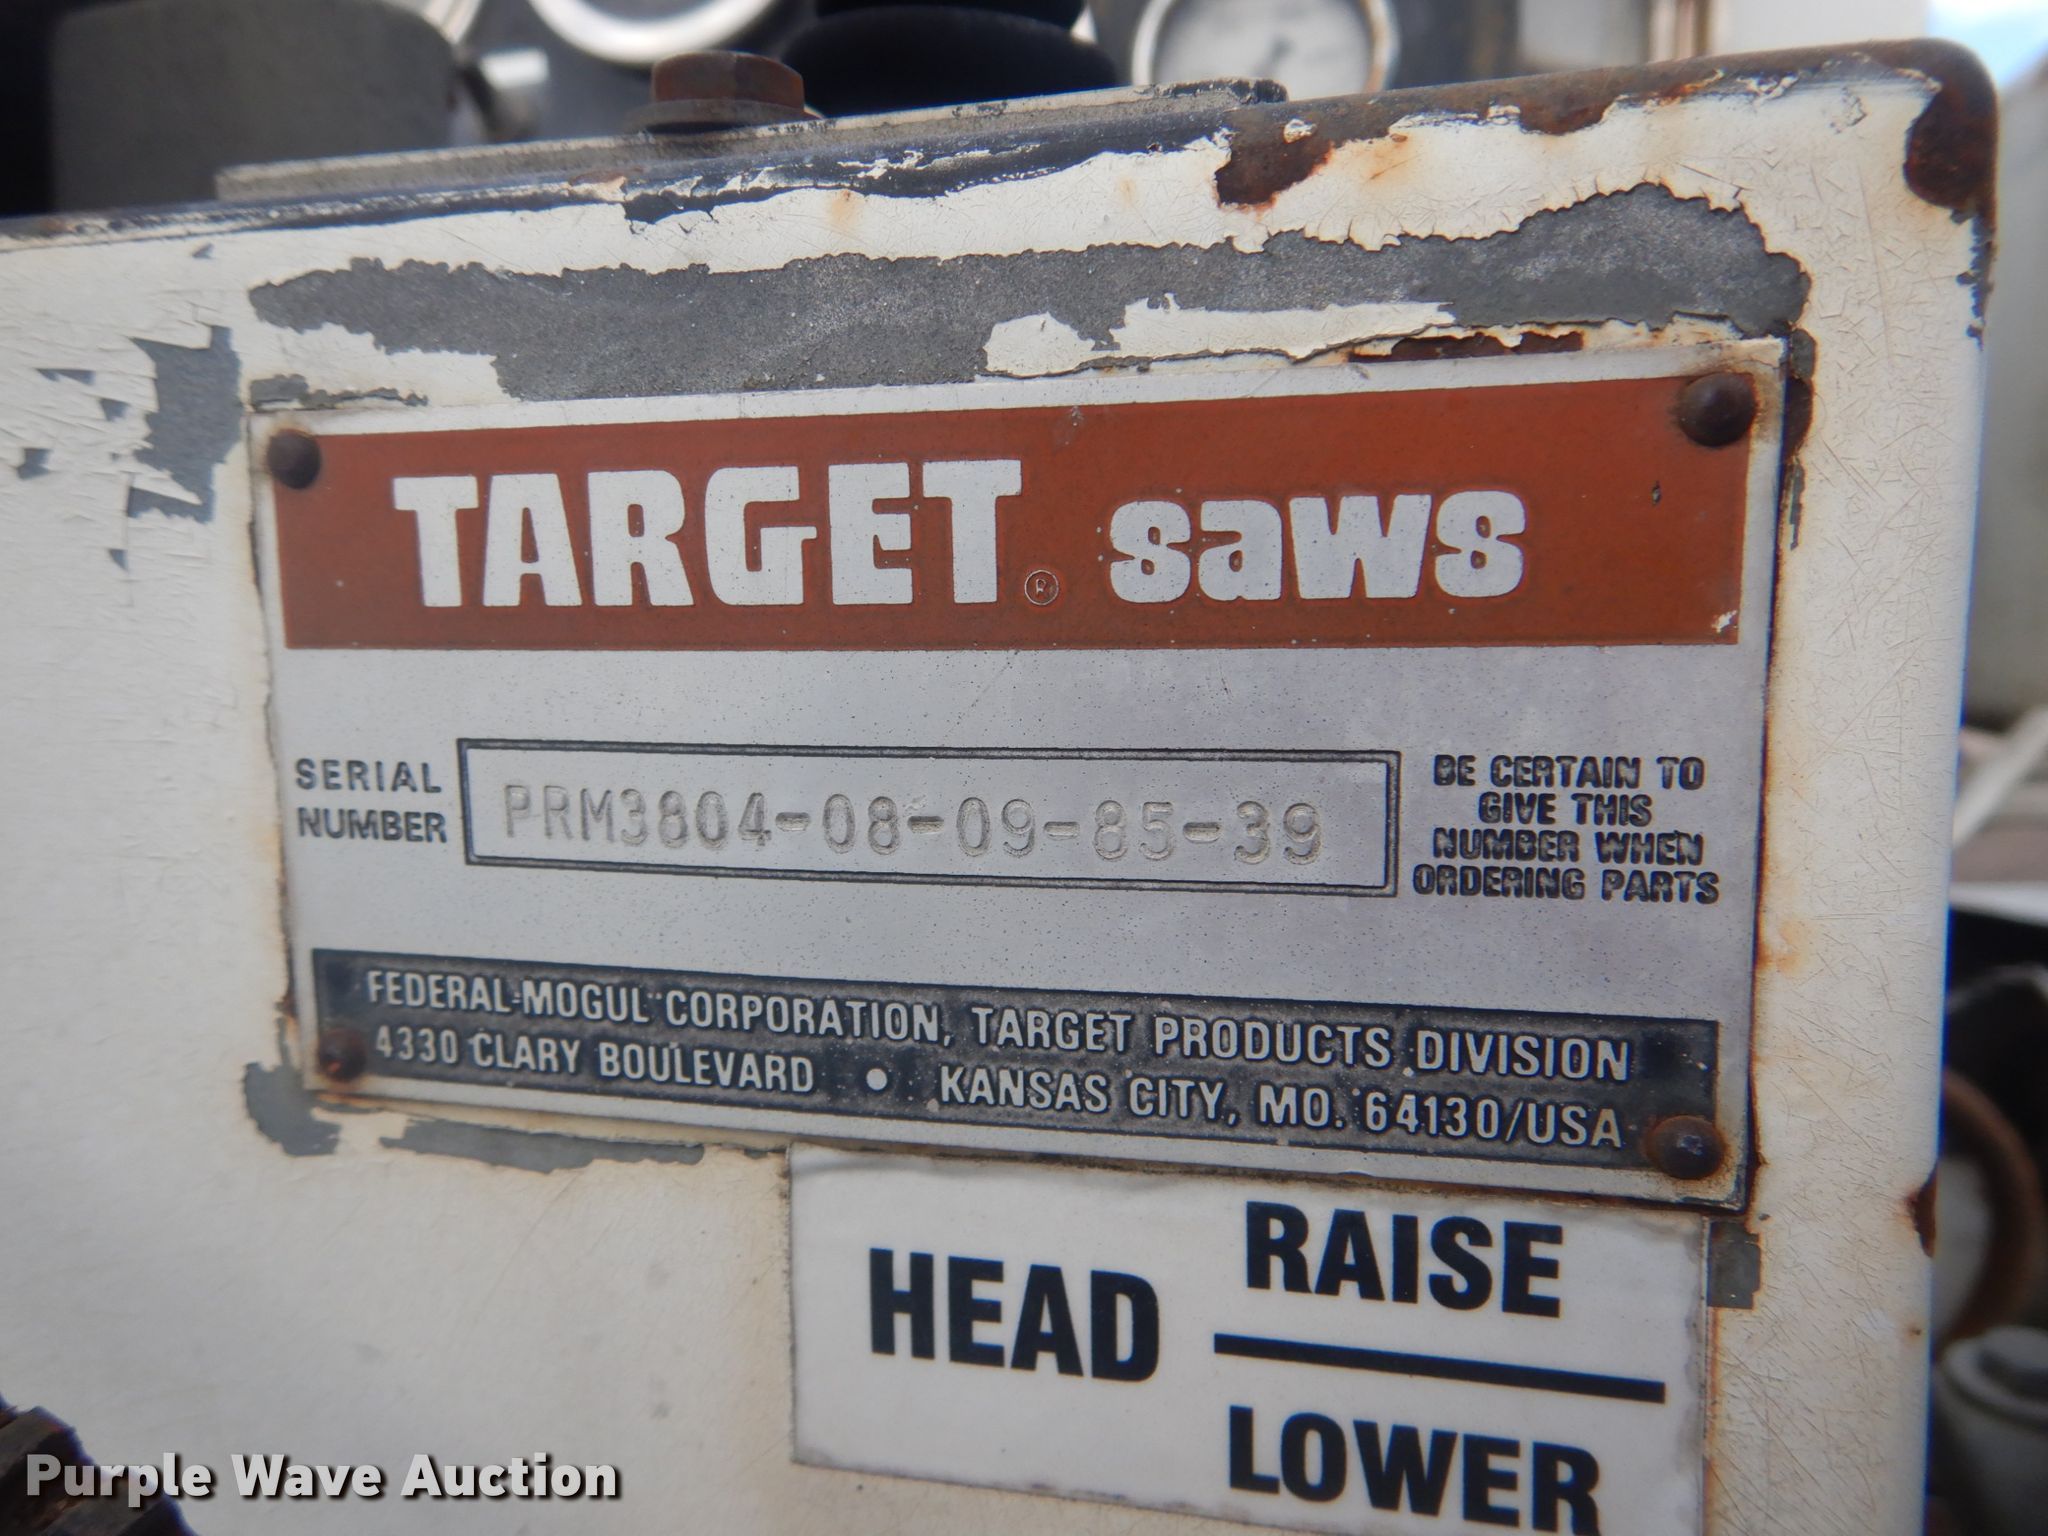 TARGET® saws
SERIAL NUMBER
PRM3804-08-09-85-39
BE CERTAIN TO
GIVE THIS
NUMBER WHEN
ORDERING PARTS
FEDERAL-MOGUL CORPORATION, TARGET PRODUCTS DIVISION
4330 CLARY BOULEVARD • KANSAS CITY, MO. 64130/USA
HEAD
RAISE
LOWER
Purple Wave Auction